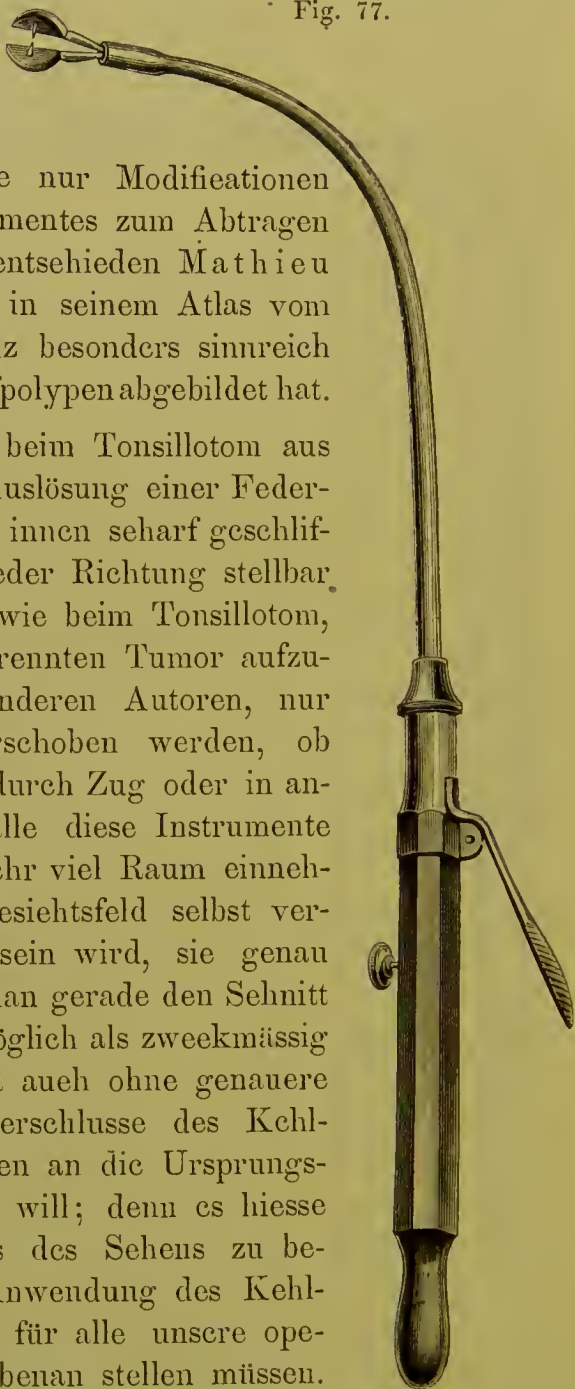 Fig. 77.
e nur Modificationen
mentes zum Abtragen
entschieden Mathieu
in seinem Atlas vom
z besonders sinnreich
fpolypen abgebildet hat.
beim Tonsillotom aus
uslösung einer Feder-
innen scharf geschlif-
eder Richtung stellbar
wie beim Tonsillotom,
rennten Tumor aufzu-
nderen Autoren, nur
rschoben werden, ob
durch Zug oder in an-
lle diese Instrumente
ehr viel Raum einneh-
esichtsfeld selbst ver-
sein wird, sie genau
an gerade den Schnitt
öglich als zweckmässig
auch ohne genauere
erschlusse des Kehl-
en an die Ursprungs-
will; denn es hiesse
s des Sehens zu be-
nwendung des Kehl-
für alle unsere ope-
benan stellen müssen.